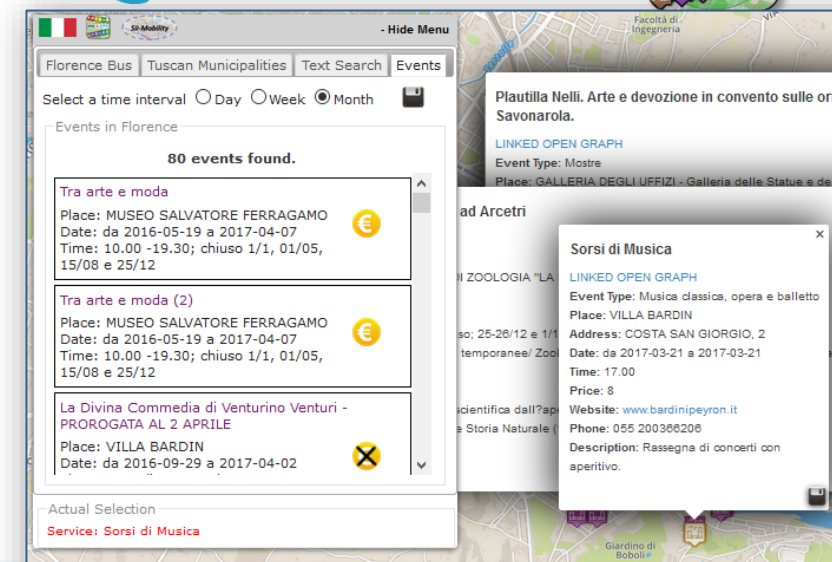 Sii-Mobility
- Hide Menu
Florence Bus
Tuscan Municipalities
Text Search
Events
Select a time interval Day Week Month
Events in Florence
80 events found.
Tra arte e moda
Place: MUSEO SALVATORE FERRAGAMO
Date: da 2016-05-19 a 2017-04-07
Time: 10.00 -19.30; chiuso 1/1, 01/05,
15/08 e 25/12
Tra arte e moda (2)
Place: MUSEO SALVATORE FERRAGAMO
Date: da 2016-05-19 a 2017-04-07
Time: 10.00 -19.30; chiuso 1/1, 01/05,
15/08 e 25/12
La Divina Commedia di Venturino Venturi -
PROROGATA AL 2 APRILE
Place: VILLA BARDIN
Date: da 2016-09-29 a 2017-04-02
Actual Selection
Service: Sorsi di Musica
Facoltà di
Ingegneria
Plautilla Nelli. Arte e devozione in convento sulle or
Savonarola.
LINKED OPEN GRAPH
Event Type: Mostre
Place: GALLERIA DEGLI UFFIZI - Galleria delle Statue e de
ad Arcetri
DI ZOOLOGIA "LA
so; 25-26/12 e 1/1
temporanee/ Zool
scientifica dall?ape
e Storia Naturale (
Sorsi di Musica
LINKED OPEN GRAPH
Event Type: Musica classica, opera e balletto
Place: VILLA BARDIN
Address: COSTA SAN GIORGIO, 2
Date: da 2017-03-21 a 2017-03-21
Time: 17.00
Price: 8
Website: www.bardinipeyron.it
Phone: 055 200366206
Description: Rassegna di concerti con
aperitivo.
Giardino di
Boboli